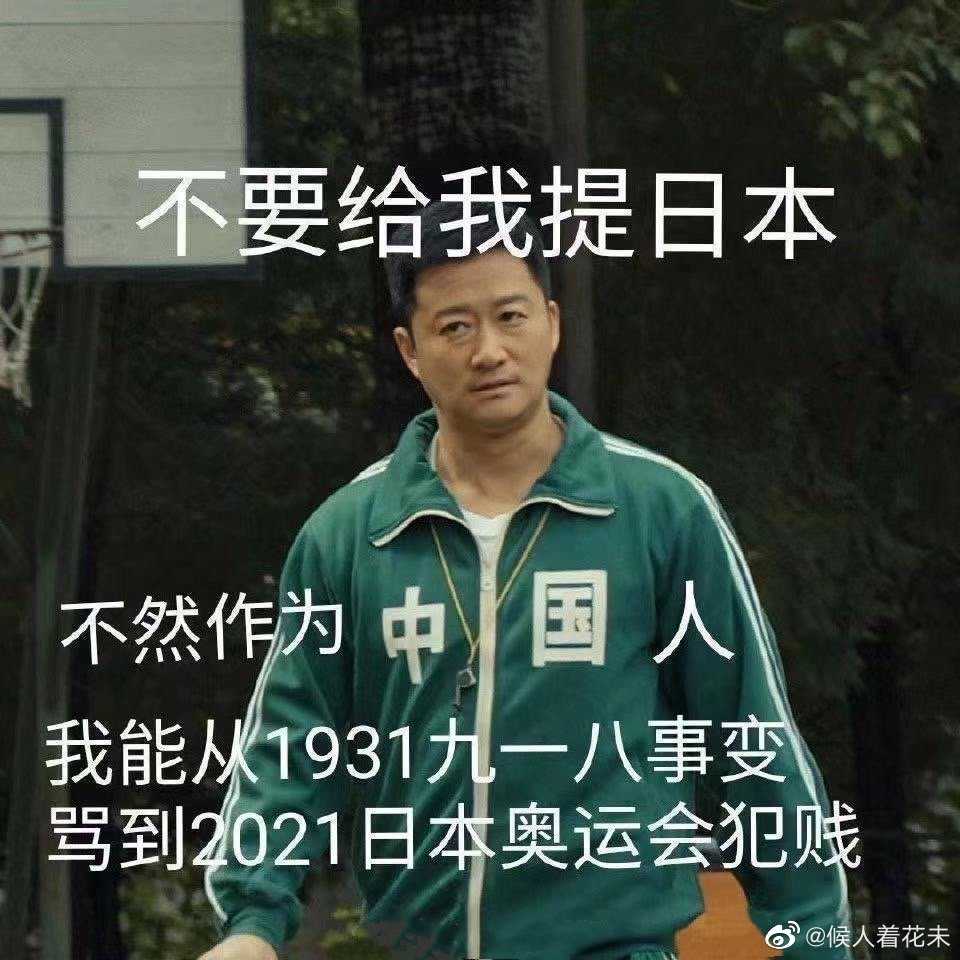 不要给我提日本
不然作为中国人
我能从1931九一八事变
骂到2021日本奥运会犯贱
@候人着花未